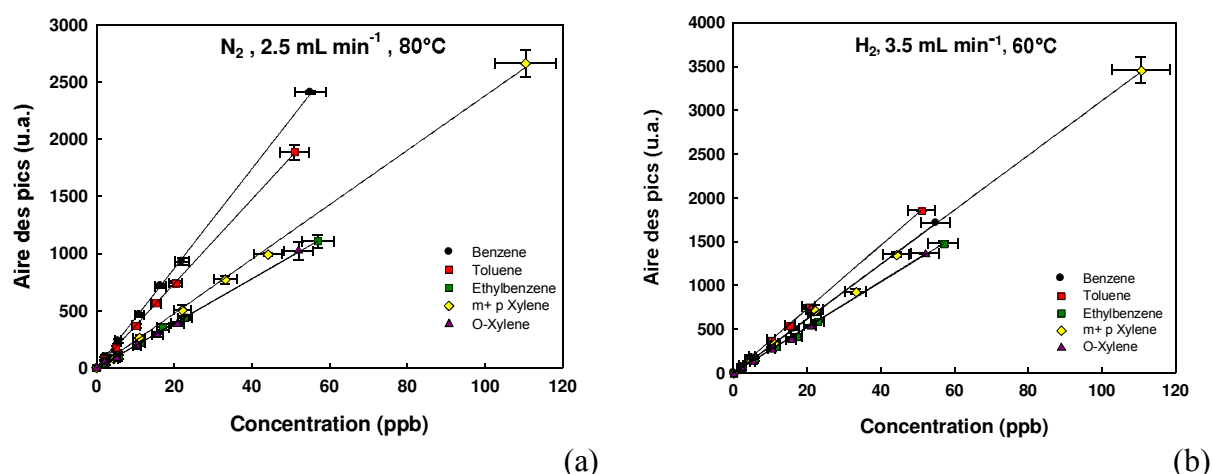 N₂ , 2.5 mL min⁻¹ , 80°C
Aire des pics (u.a.)
3000
2500
2000
1500
1000
500
0
0 20 40 60 80 100 120
Concentration (ppb)
Benzene
Toluene
Ethylbenzene
m+ p Xylene
O-Xylene
(a)
H₂, 3.5 mL min⁻¹, 60°C
Aire des pics (u.a.)
4000
3500
3000
2500
2000
1500
1000
500
0
0 20 40 60 80 100 120
Concentration (ppb)
Benzene
Toluene
Ethylbenzene
m+ p Xylene
O-Xylene
(b)